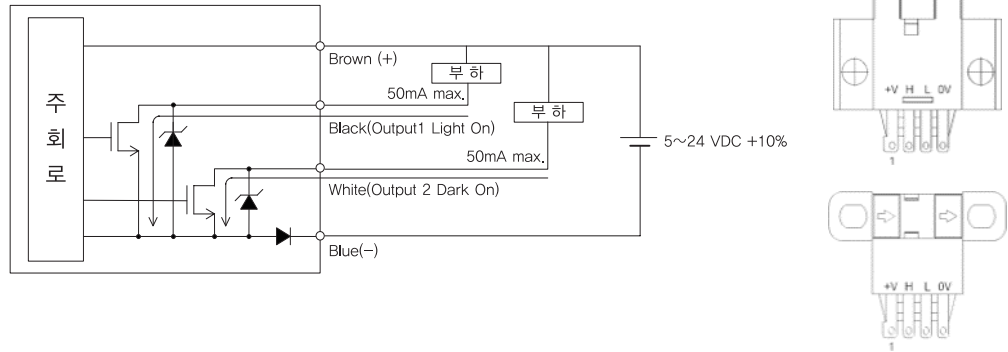 주회로
Brown (+)
부 하
50mA max.
Black(Output1 Light On)
부 하
50mA max.
White(Output 2 Dark On)
Blue(-)
5~24 VDC +10%
+V H L 0V
1
+V H L 0V
1